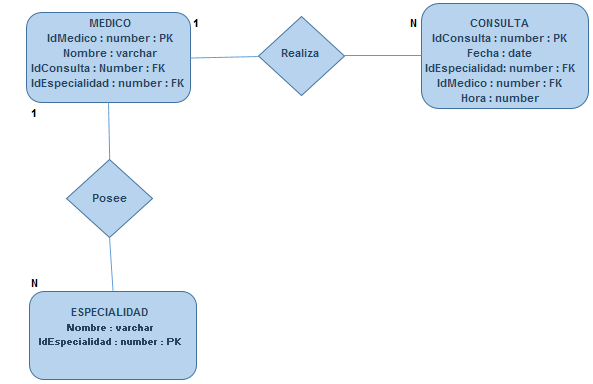 MEDICO
IdMedico : number : PK
Nombre : varchar
IdConsulta : Number : FK
IdEspecialidad : number : FK
1
Realiza
N
CONSULTA
IdConsulta : number : PK
Fecha : date
IdEspecialidad: number : FK
IdMedico : number : FK
Hora : number
1
Posee
N
ESPECIALIDAD
Nombre : varchar
IdEspecialidad : number : PK